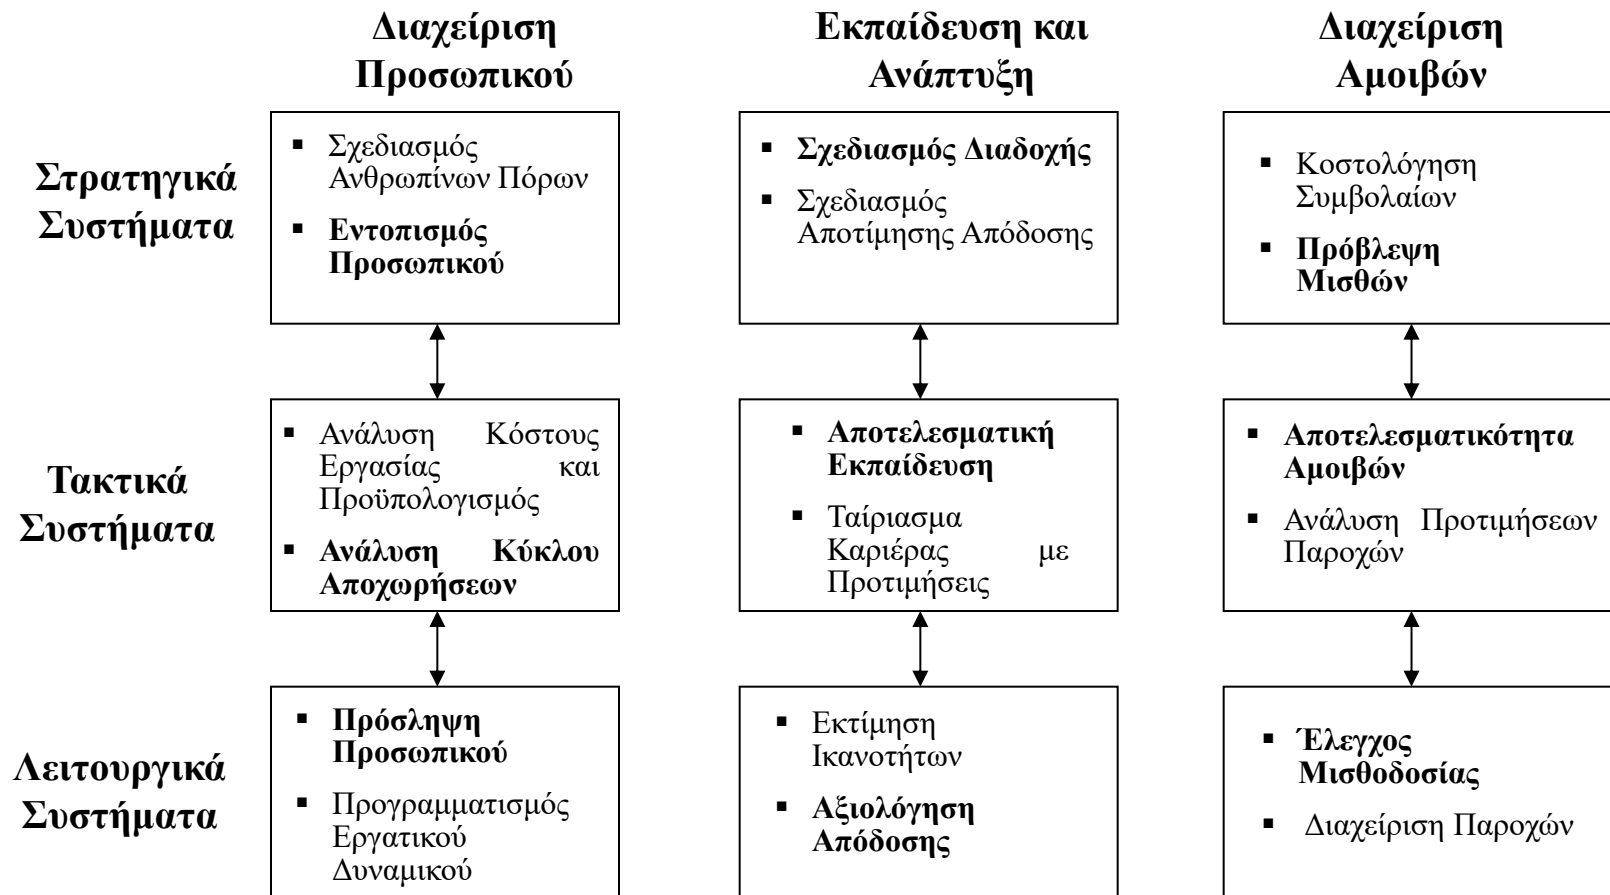 Διαχείριση
Προσωπικού
Εκπαίδευση και
Ανάπτυξη
Διαχείριση
Αμοιβών
Στρατηγικά
Συστήματα
▪ Σχεδιασμός
Ανθρωπίνων Πόρων
▪ Εντοπισμός
Προσωπικού
▪ Σχεδιασμός Διαδοχής
▪ Σχεδιασμός
Αποτίμησης Απόδοσης
▪ Κοστολόγηση
Συμβολαίων
▪ Πρόβλεψη
Μισθών
Τακτικά
Συστήματα
▪ Ανάλυση Κόστους
Εργασίας και
Προϋπολογισμός
▪ Ανάλυση Κύκλου
Αποχωρήσεων
▪ Αποτελεσματική
Εκπαίδευση
▪ Ταίριασμα
Καριέρας με
Προτιμήσεις
▪ Αποτελεσματικότητα
Αμοιβών
▪ Ανάλυση Προτιμήσεων
Παροχών
Λειτουργικά
Συστήματα
▪ Πρόσληψη
Προσωπικού
▪ Προγραμματισμός
Εργατικού
Δυναμικού
▪ Εκτίμηση
Ικανοτήτων
▪ Αξιολόγηση
Απόδοσης
▪ Έλεγχος
Μισθοδοσίας
▪ Διαχείριση Παροχών